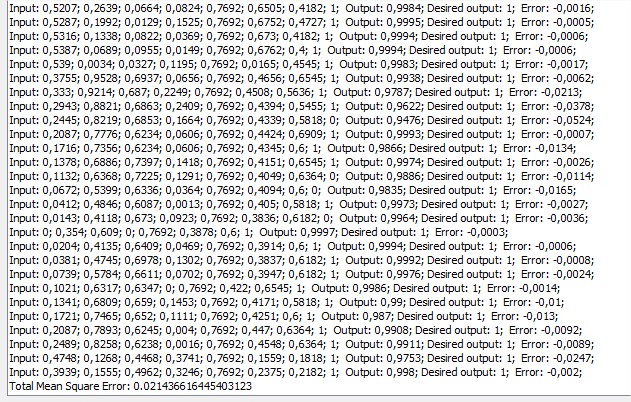 Input: 0,5207; 0,2639; 0,0664; 0,0824; 0,7692; 0,6505; 0,4182; 1; Output: 0,9984; Desired output: 1; Error: -0,0016;
Input: 0,5287; 0,1992; 0,0129; 0,1525; 0,7692; 0,6752; 0,4727; 1; Output: 0,9995; Desired output: 1; Error: -0,0005;
Input: 0,5316; 0,1338; 0,0822; 0,0369; 0,7692; 0,673; 0,4182; 1; Output: 0,9994; Desired output: 1; Error: -0,0006;
Input: 0,5387; 0,0689; 0,0955; 0,0149; 0,7692; 0,6762; 0,4; 1; Output: 0,9994; Desired output: 1; Error: -0,0006;
Input: 0,539; 0,0034; 0,0327; 0,1195; 0,7692; 0,0165; 0,4545; 1; Output: 0,9983; Desired output: 1; Error: -0,0017;
Input: 0,3755; 0,9528; 0,6937; 0,0656; 0,7692; 0,4656; 0,6545; 1; Output: 0,9938; Desired output: 1; Error: -0,0062;
Input: 0,333; 0,9214; 0,687; 0,2249; 0,7692; 0,4508; 0,5636; 1; Output: 0,9787; Desired output: 1; Error: -0,0213;
Input: 0,2943; 0,8821; 0,6863; 0,2409; 0,7692; 0,4394; 0,5455; 1; Output: 0,9622; Desired output: 1; Error: -0,0378;
Input: 0,2445; 0,8219; 0,6853; 0,1664; 0,7692; 0,4339; 0,5818; 0; Output: 0,9476; Desired output: 1; Error: -0,0524;
Input: 0,2087; 0,7776; 0,6234; 0,0606; 0,7692; 0,4424; 0,6909; 1; Output: 0,9993; Desired output: 1; Error: -0,0007;
Input: 0,1716; 0,7356; 0,6234; 0,0606; 0,7692; 0,4345; 0,6; 1; Output: 0,9866; Desired output: 1; Error: -0,0134;
Input: 0,1378; 0,6886; 0,7397; 0,1418; 0,7692; 0,4151; 0,6545; 1; Output: 0,9974; Desired output: 1; Error: -0,0026;
Input: 0,1132; 0,6368; 0,7225; 0,1291; 0,7692; 0,4049; 0,6364; 0; Output: 0,9886; Desired output: 1; Error: -0,0114;
Input: 0,0672; 0,5399; 0,6336; 0,0364; 0,7692; 0,4094; 0,6; 0; Output: 0,9835; Desired output: 1; Error: -0,0165;
Input: 0,0412; 0,4846; 0,6087; 0,0013; 0,7692; 0,405; 0,5818; 1; Output: 0,9973; Desired output: 1; Error: -0,0027;
Input: 0,0143; 0,4118; 0,673; 0,0923; 0,7692; 0,3836; 0,6182; 0; Output: 0,9964; Desired output: 1; Error: -0,0036;
Input: 0; 0,354; 0,609; 0; 0,7692; 0,3878; 0,6; 1; Output: 0,9997; Desired output: 1; Error: -0,0003;
Input: 0,0204; 0,4135; 0,6409; 0,0469; 0,7692; 0,3914; 0,6; 1; Output: 0,9994; Desired output: 1; Error: -0,0006;
Input: 0,0381; 0,4745; 0,6978; 0,1302; 0,7692; 0,3837; 0,6182; 1; Output: 0,9992; Desired output: 1; Error: -0,0008;
Input: 0,0739; 0,5784; 0,6611; 0,0702; 0,7692; 0,3947; 0,6182; 1; Output: 0,9976; Desired output: 1; Error: -0,0024;
Input: 0,1021; 0,6317; 0,6347; 0; 0,7692; 0,422; 0,6545; 1; Output: 0,9986; Desired output: 1; Error: -0,0014;
Input: 0,1341; 0,6809; 0,659; 0,1453; 0,7692; 0,4171; 0,5818; 1; Output: 0,99; Desired output: 1; Error: -0,01;
Input: 0,1721; 0,7465; 0,652; 0,1111; 0,7692; 0,4251; 0,6; 1; Output: 0,987; Desired output: 1; Error: -0,013;
Input: 0,2087; 0,7893; 0,6245; 0,004; 0,7692; 0,447; 0,6364; 1; Output: 0,9908; Desired output: 1; Error: -0,0092;
Input: 0,2489; 0,8258; 0,6238; 0,0016; 0,7692; 0,4548; 0,6364; 1; Output: 0,9911; Desired output: 1; Error: -0,0089;
Input: 0,4748; 0,1268; 0,4468; 0,3741; 0,7692; 0,1559; 0,1818; 1; Output: 0,9753; Desired output: 1; Error: -0,0247;
Input: 0,3939; 0,1555; 0,4962; 0,3246; 0,7692; 0,2375; 0,2182; 1; Output: 0,998; Desired output: 1; Error: -0,002;
Total Mean Square Error: 0.021436616445403123